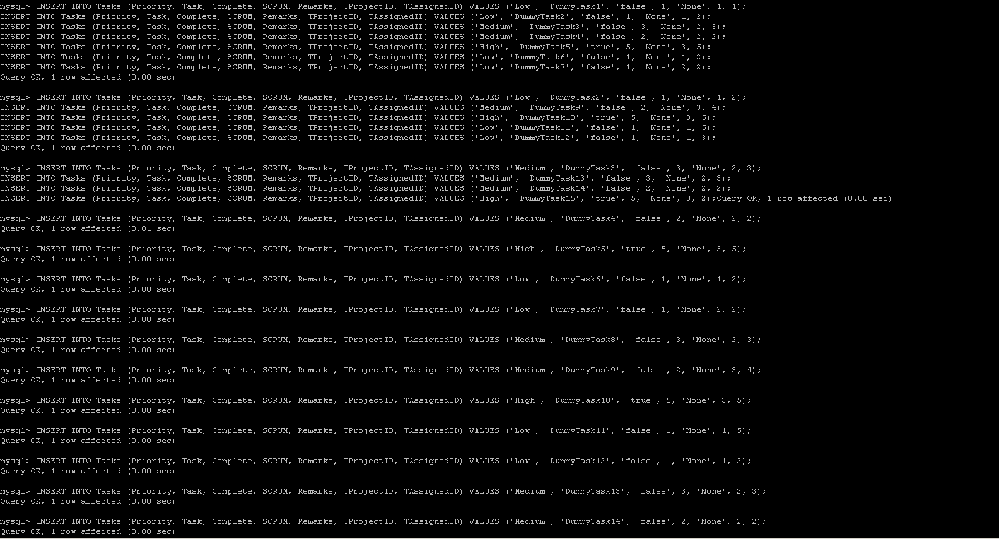 mysql> INSERT INTO Tasks (Priority, Task, Complete, SCRUM, Remarks, TProjectID, TAssignedID) VALUES ('Low', 'DummyTask1', 'false', 1, 'None', 1, 1);
INSERT INTO Tasks (Priority, Task, Complete, SCRUM, Remarks, TProjectID, TAssignedID) VALUES ('Low', 'DummyTask2', 'false', 1, 'None', 1, 2);
INSERT INTO Tasks (Priority, Task, Complete, SCRUM, Remarks, TProjectID, TAssignedID) VALUES ('Medium', 'DummyTask3', 'false', 3, 'None', 2, 3);
INSERT INTO Tasks (Priority, Task, Complete, SCRUM, Remarks, TProjectID, TAssignedID) VALUES ('Medium', 'DummyTask4', 'false', 2, 'None', 2, 2);
INSERT INTO Tasks (Priority, Task, Complete, SCRUM, Remarks, TProjectID, TAssignedID) VALUES ('High', 'DummyTask5', 'true', 5, 'None', 3, 5);
INSERT INTO Tasks (Priority, Task, Complete, SCRUM, Remarks, TProjectID, TAssignedID) VALUES ('Low', 'DummyTask6', 'false', 1, 'None', 1, 2);
INSERT INTO Tasks (Priority, Task, Complete, SCRUM, Remarks, TProjectID, TAssignedID) VALUES ('Low', 'DummyTask7', 'false', 1, 'None', 2, 2);
Query OK, 1 row affected (0.00 sec)

mysql> INSERT INTO Tasks (Priority, Task, Complete, SCRUM, Remarks, TProjectID, TAssignedID) VALUES ('Low', 'DummyTask2', 'false', 1, 'None', 1, 2);
INSERT INTO Tasks (Priority, Task, Complete, SCRUM, Remarks, TProjectID, TAssignedID) VALUES ('Medium', 'DummyTask9', 'false', 2, 'None', 3, 4);
INSERT INTO Tasks (Priority, Task, Complete, SCRUM, Remarks, TProjectID, TAssignedID) VALUES ('High', 'DummyTask10', 'true', 5, 'None', 3, 5);
INSERT INTO Tasks (Priority, Task, Complete, SCRUM, Remarks, TProjectID, TAssignedID) VALUES ('Low', 'DummyTask11', 'false', 1, 'None', 1, 5);
INSERT INTO Tasks (Priority, Task, Complete, SCRUM, Remarks, TProjectID, TAssignedID) VALUES ('Low', 'DummyTask12', 'false', 1, 'None', 1, 3);
Query OK, 1 row affected (0.00 sec)

mysql> INSERT INTO Tasks (Priority, Task, Complete, SCRUM, Remarks, TProjectID, TAssignedID) VALUES ('Medium', 'DummyTask3', 'false', 3, 'None', 2, 3);
INSERT INTO Tasks (Priority, Task, Complete, SCRUM, Remarks, TProjectID, TAssignedID) VALUES ('Medium', 'DummyTask13', 'false', 3, 'None', 2, 3);
INSERT INTO Tasks (Priority, Task, Complete, SCRUM, Remarks, TProjectID, TAssignedID) VALUES ('Medium', 'DummyTask14', 'false', 2, 'None', 2, 2);
INSERT INTO Tasks (Priority, Task, Complete, SCRUM, Remarks, TProjectID, TAssignedID) VALUES ('High', 'DummyTask15', 'true', 5, 'None', 3, 2);Query OK, 1 row affected (0.00 sec)

mysql> INSERT INTO Tasks (Priority, Task, Complete, SCRUM, Remarks, TProjectID, TAssignedID) VALUES ('Medium', 'DummyTask4', 'false', 2, 'None', 2, 2);
Query OK, 1 row affected (0.01 sec)

mysql> INSERT INTO Tasks (Priority, Task, Complete, SCRUM, Remarks, TProjectID, TAssignedID) VALUES ('High', 'DummyTask5', 'true', 5, 'None', 3, 5);
Query OK, 1 row affected (0.00 sec)

mysql> INSERT INTO Tasks (Priority, Task, Complete, SCRUM, Remarks, TProjectID, TAssignedID) VALUES ('Low', 'DummyTask6', 'false', 1, 'None', 1, 2);
Query OK, 1 row affected (0.00 sec)

mysql> INSERT INTO Tasks (Priority, Task, Complete, SCRUM, Remarks, TProjectID, TAssignedID) VALUES ('Low', 'DummyTask7', 'false', 1, 'None', 2, 2);
Query OK, 1 row affected (0.00 sec)

mysql> INSERT INTO Tasks (Priority, Task, Complete, SCRUM, Remarks, TProjectID, TAssignedID) VALUES ('Medium', 'DummyTask8', 'false', 3, 'None', 2, 3);
Query OK, 1 row affected (0.00 sec)

mysql> INSERT INTO Tasks (Priority, Task, Complete, SCRUM, Remarks, TProjectID, TAssignedID) VALUES ('Medium', 'DummyTask9', 'false', 2, 'None', 3, 4);
Query OK, 1 row affected (0.00 sec)

mysql> INSERT INTO Tasks (Priority, Task, Complete, SCRUM, Remarks, TProjectID, TAssignedID) VALUES ('High', 'DummyTask10', 'true', 5, 'None', 3, 5);
Query OK, 1 row affected (0.00 sec)

mysql> INSERT INTO Tasks (Priority, Task, Complete, SCRUM, Remarks, TProjectID, TAssignedID) VALUES ('Low', 'DummyTask11', 'false', 1, 'None', 1, 5);
Query OK, 1 row affected (0.00 sec)

mysql> INSERT INTO Tasks (Priority, Task, Complete, SCRUM, Remarks, TProjectID, TAssignedID) VALUES ('Low', 'DummyTask12', 'false', 1, 'None', 1, 3);
Query OK, 1 row affected (0.00 sec)

mysql> INSERT INTO Tasks (Priority, Task, Complete, SCRUM, Remarks, TProjectID, TAssignedID) VALUES ('Medium', 'DummyTask13', 'false', 3, 'None', 2, 3);
Query OK, 1 row affected (0.00 sec)

mysql> INSERT INTO Tasks (Priority, Task, Complete, SCRUM, Remarks, TProjectID, TAssignedID) VALUES ('Medium', 'DummyTask14', 'false', 2, 'None', 2, 2);
Query OK, 1 row affected (0.00 sec)